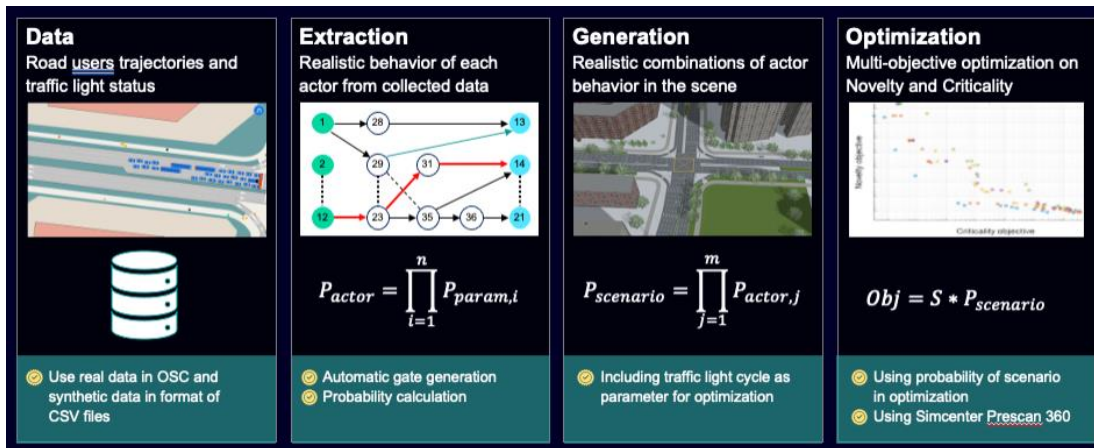 Data
Road users trajectories and
traffic light status
Use real data in OSC and
synthetic data in format of
CSV files
Extraction
Realistic behavior of each
actor from collected data
1
28
13
2
29
31
14
12
23
35
36
21
P_actor = ∏_{i=1}^{n} P_param,i
Automatic gate generation
Probability calculation
Generation
Realistic combinations of actor
behavior in the scene
P_scenario = ∏_{j=1}^{m} P_actor,j
Including traffic light cycle as
parameter for optimization
Optimization
Multi-objective optimization on
Novelty and Criticality
Novelty objective
Criticality objective
Obj = S * P_scenario
Using probability of scenario
in optimization
Using Simcenter Prescan 360